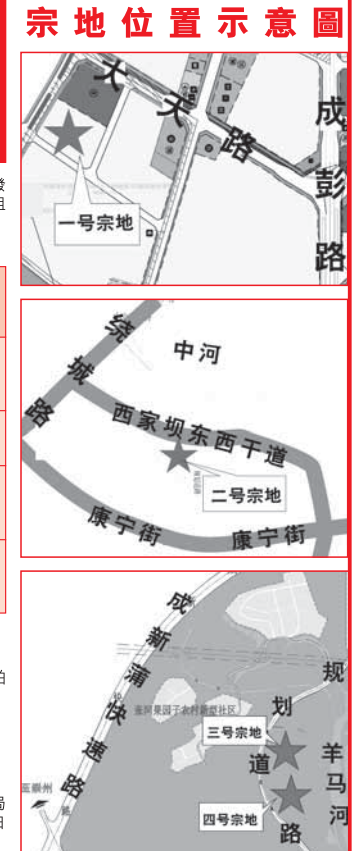 宗地位置示意圖
大天路
成彭路
一号宗地
绕城路
中河
西家坝东西干道
二号宗地
康宁街
康宁街
成新蒲快速路
规划道路
三号宗地
羊马河
四号宗地
至崇州